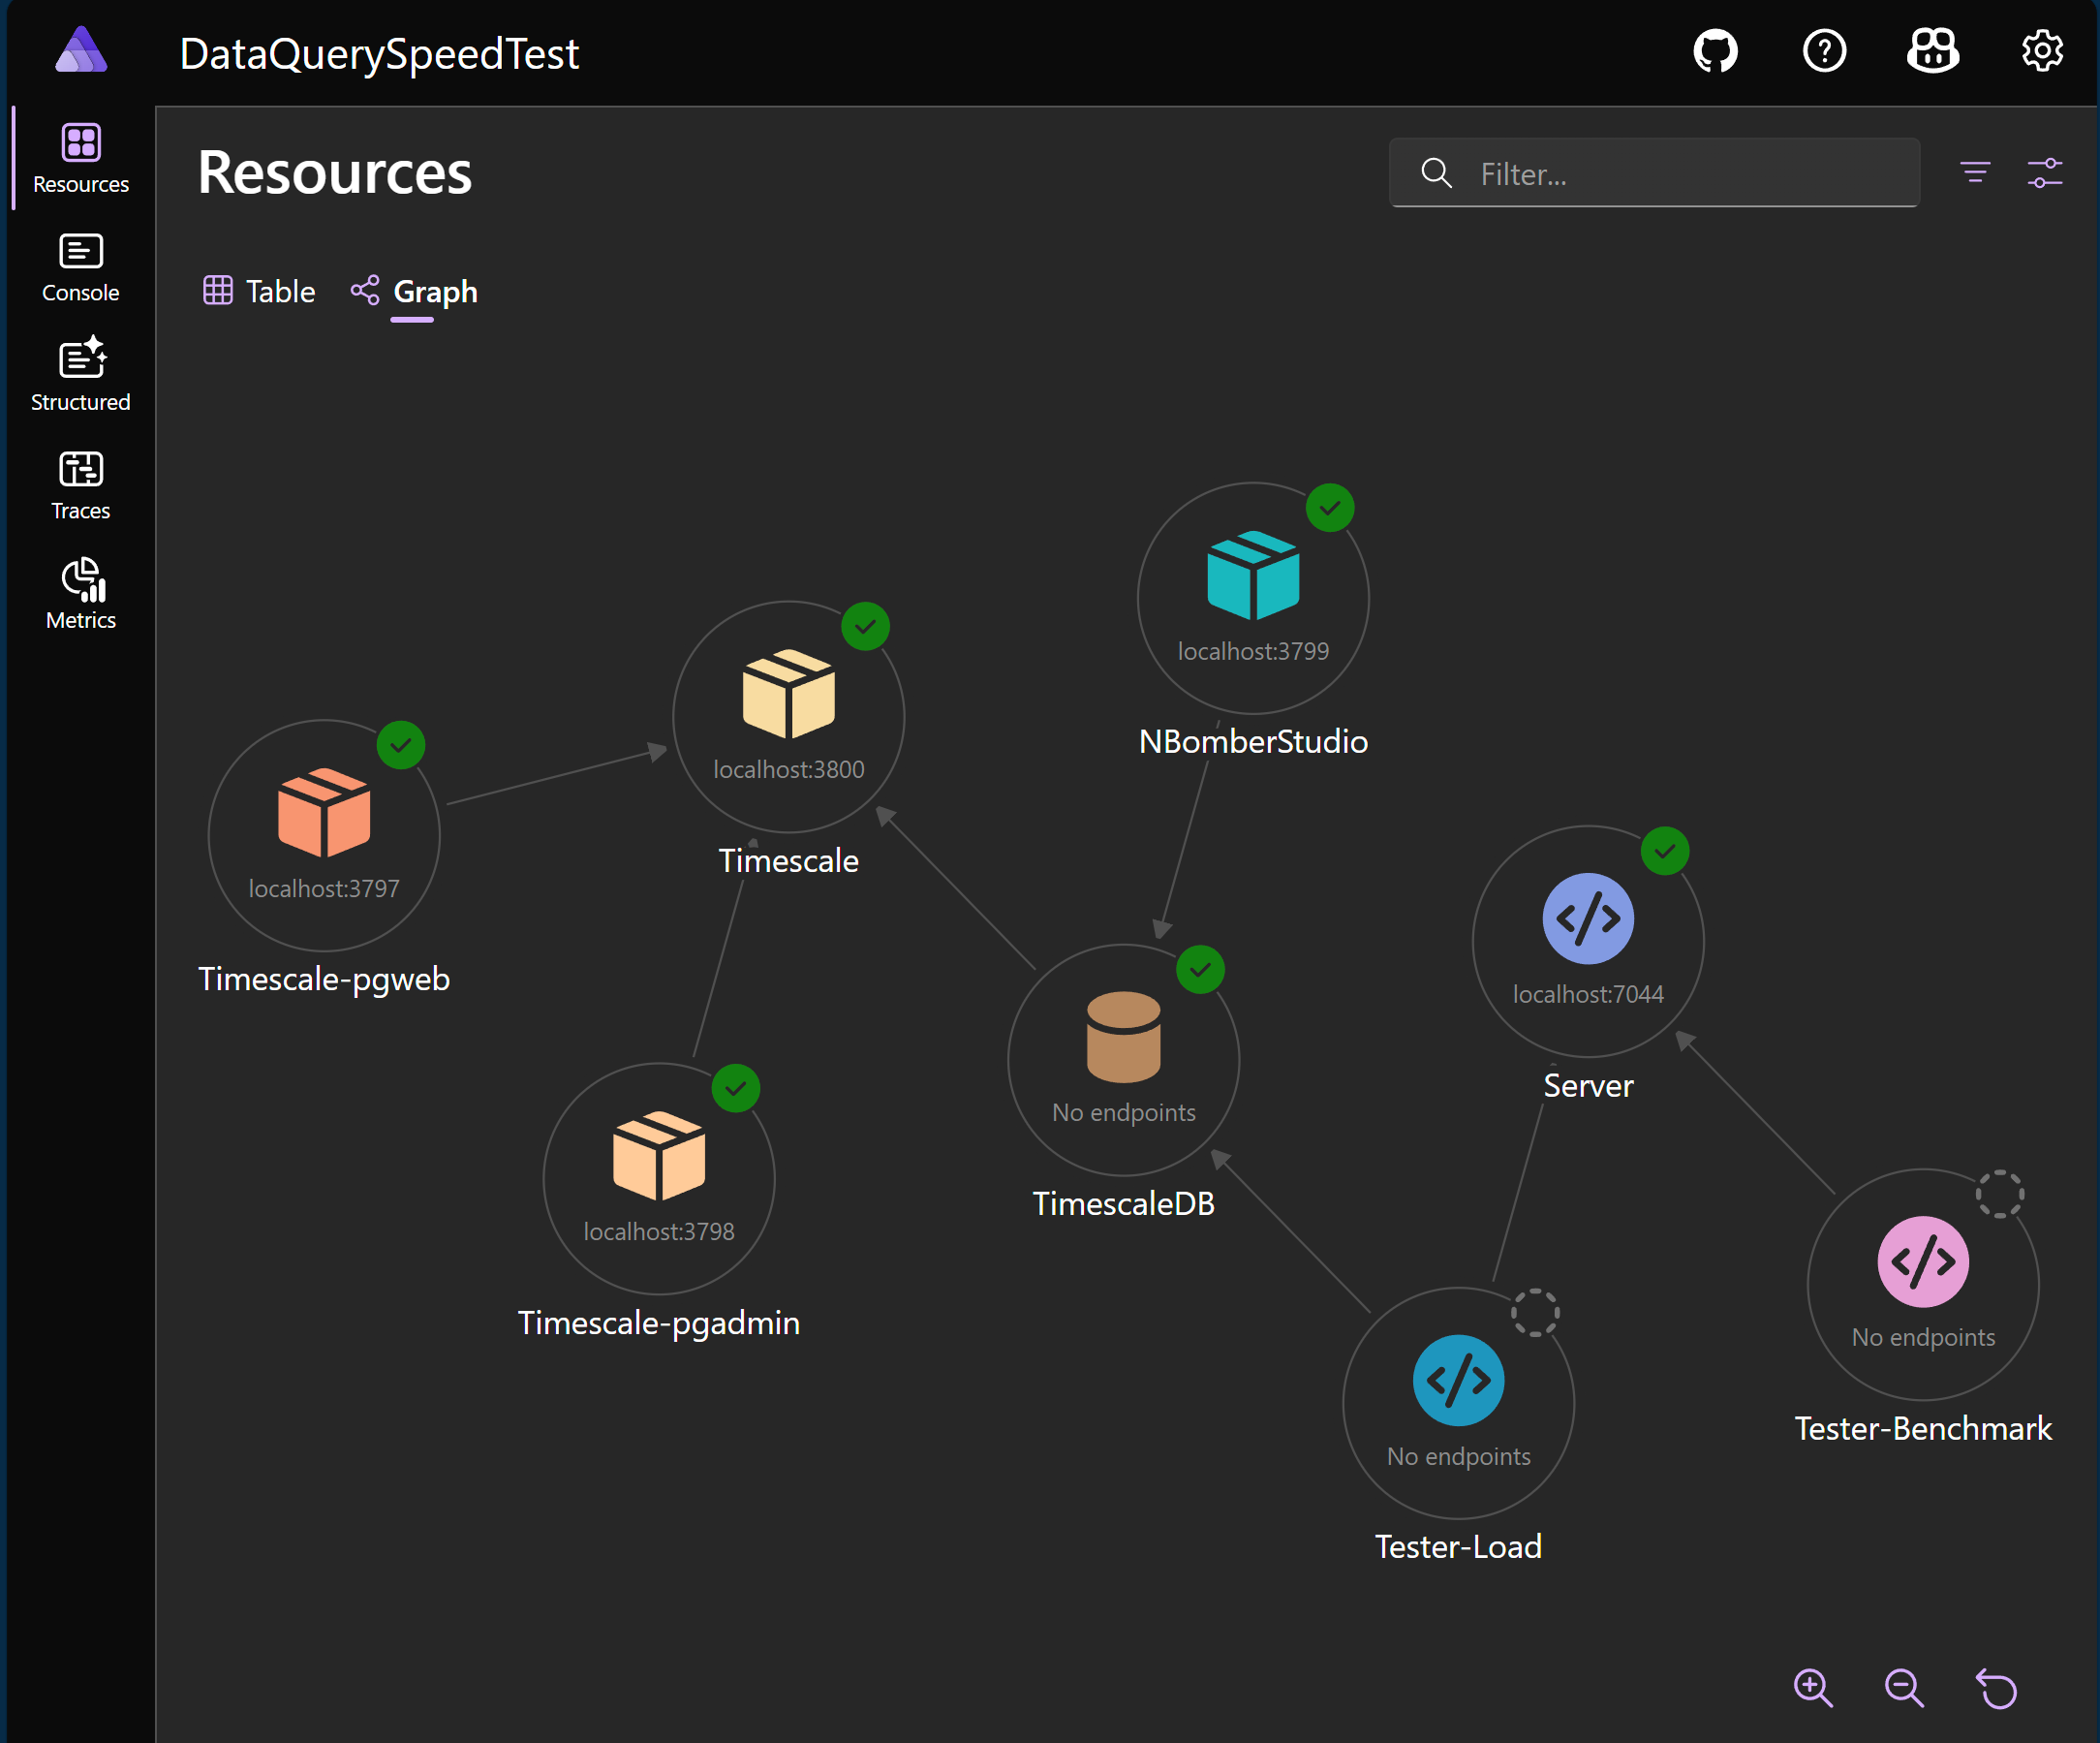 DataQuerySpeedTest
Resources
Console
Structured
Traces
Metrics
Resources
Filter...
Table
Graph
localhost:3799
NBomberStudio
localhost:3800
Timescale
localhost:3797
Timescale-pgweb
localhost:7044
Server
No endpoints
TimescaleDB
localhost:3798
Timescale-pgadmin
No endpoints
Tester-Benchmark
No endpoints
Tester-Load